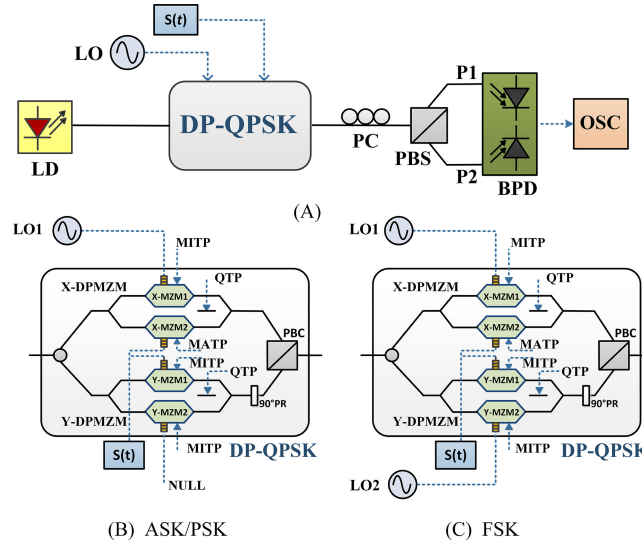 S(t)
LO
DP-QPSK
LD
PC
PBS
P1
P2
BPD
OSC
(A)
LO1
MITP
QTP
X-DPMZM
X-MZM1
X-MZM2
PBC
MATP
MITP
QTP
Y-MZM1
Y-MZM2
90°PR
Y-DPMZM
S(t)
MITP
DP-QPSK
NULL
(B) ASK/PSK
LO1
MITP
QTP
X-DPMZM
X-MZM1
X-MZM2
PBC
MATP
MITP
QTP
Y-MZM1
Y-MZM2
90°PR
Y-DPMZM
S(t)
MITP
DP-QPSK
LO2
(C) FSK